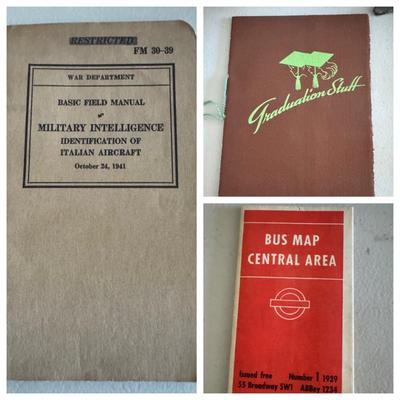 RESTRICTED
FM 30-39
WAR DEPARTMENT
BASIC FIELD MANUAL
MILITARY INTELLIGENCE
IDENTIFICATION OF
ITALIAN AIRCRAFT
October 24, 1941
Graduation Stuff
BUS MAP
CENTRAL AREA
Issued free Number 1 1939
55 Broadway SW1 ABBey 1234